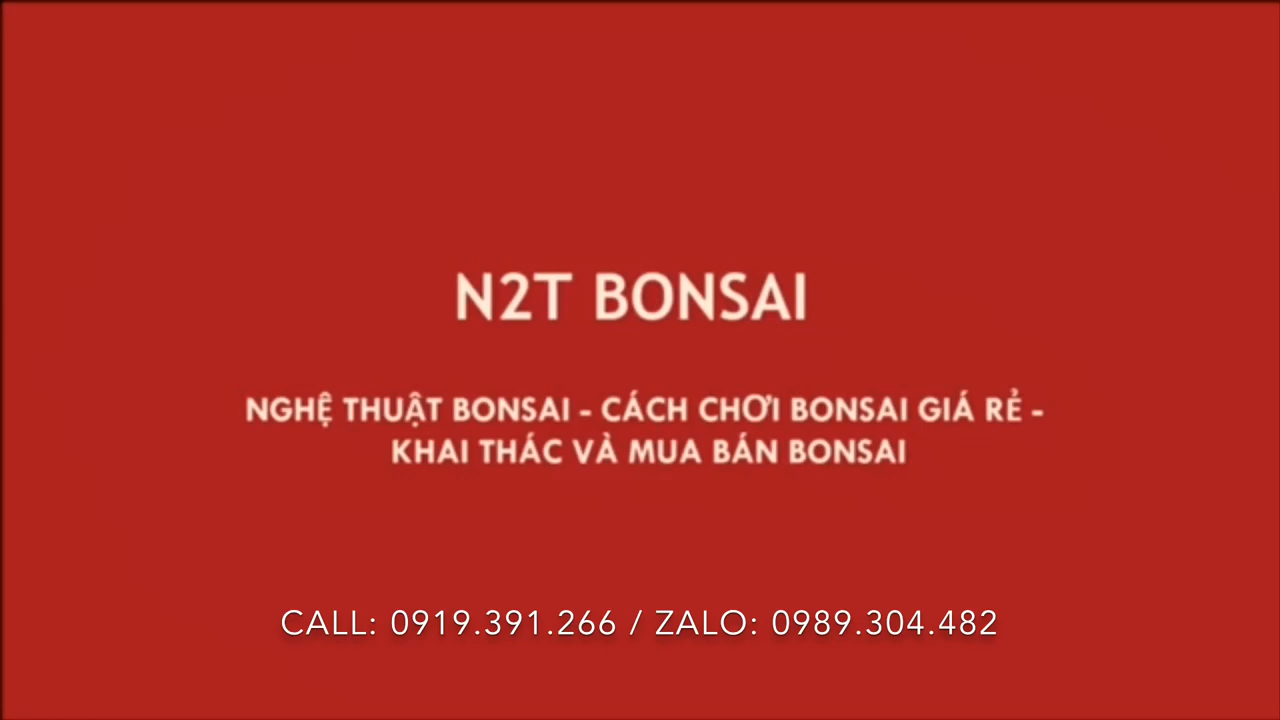 N2T BONSAI
NGHỆ THUẬT BONSAI - CÁCH CHƠI BONSAI GIÁ RẺ -
KHAI THÁC VÀ MUA BÁN BONSAI
CALL: 0919.391.266 / ZALO: 0989.304.482